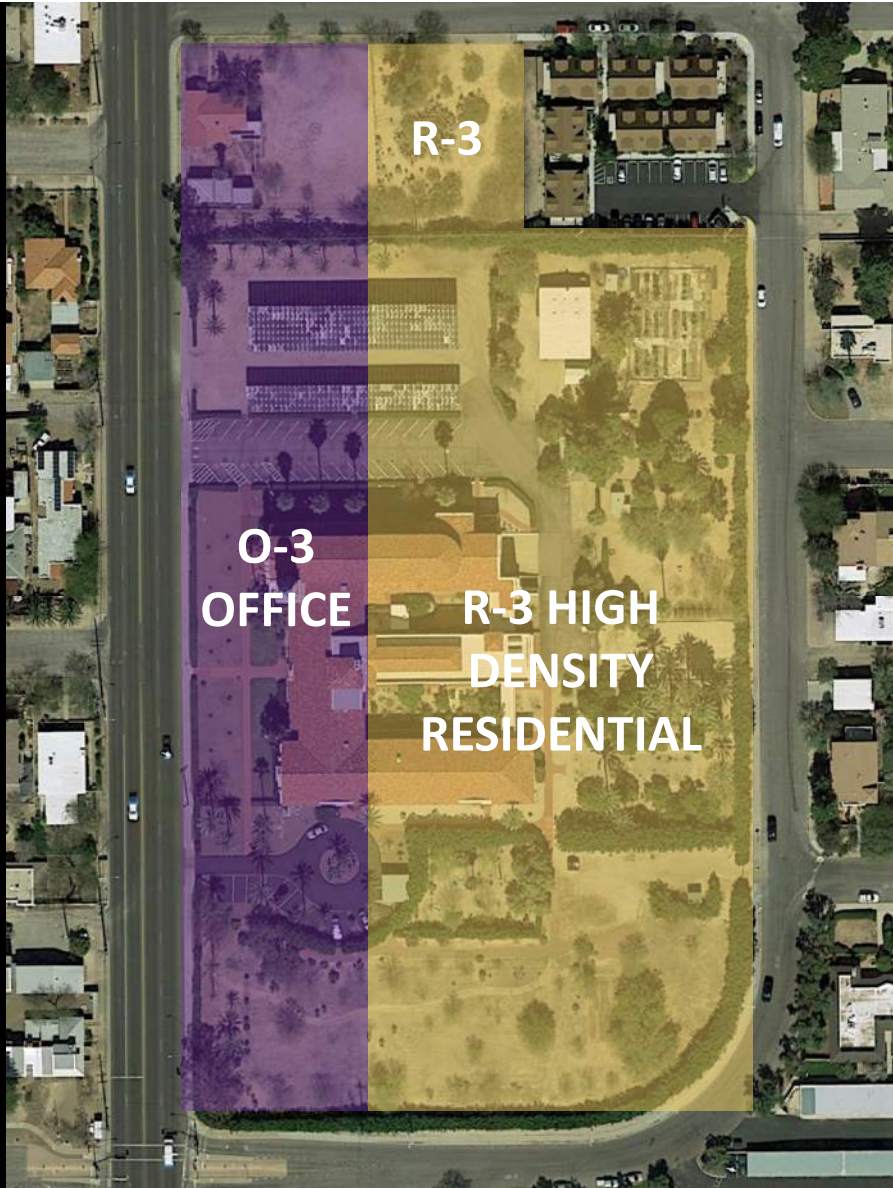 R-3
O-3
OFFICE
R-3 HIGH
DENSITY
RESIDENTIAL